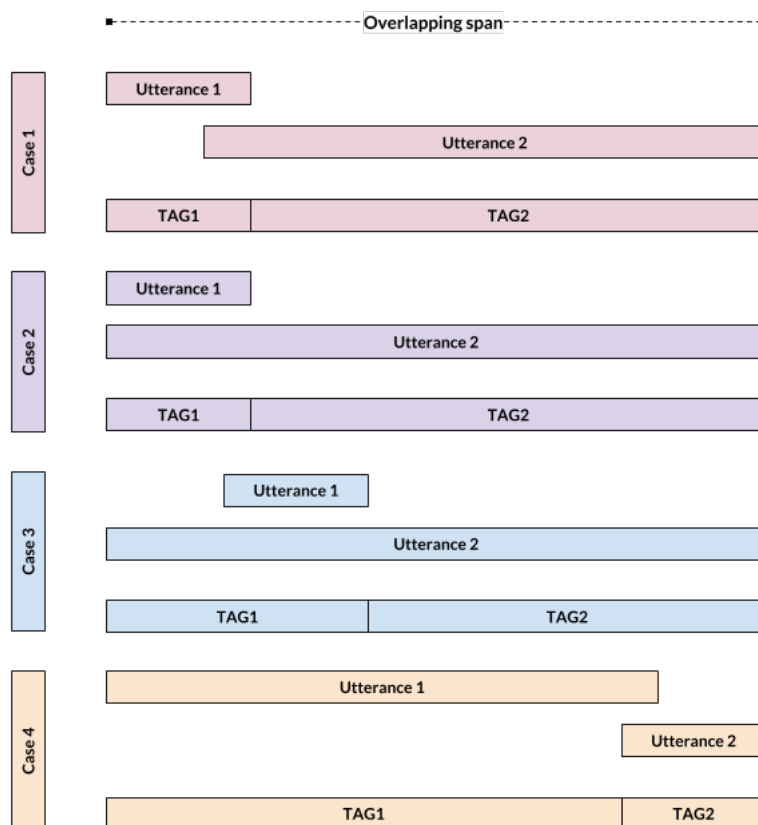 Overlapping span
Case 1
Utterance 1
Utterance 2
TAG1 TAG2
Case 2
Utterance 1
Utterance 2
TAG1 TAG2
Case 3
Utterance 1
Utterance 2
TAG1 TAG2
Case 4
Utterance 1
Utterance 2
TAG1 TAG2